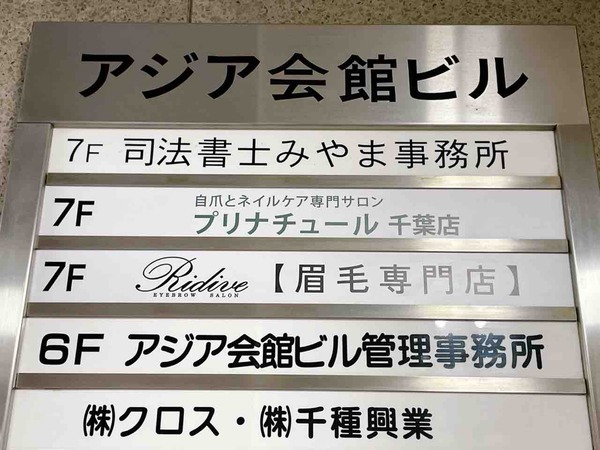 アジア会館ビル
7F 司法書士みやま事務所
自爪とネイルケア専門サロン
7F プリナチュール 千葉店
7F Ridive 【眉毛専門店】
EYEBROW SALON
6F アジア会館ビル管理事務所
㈱クロス・㈱千種興業